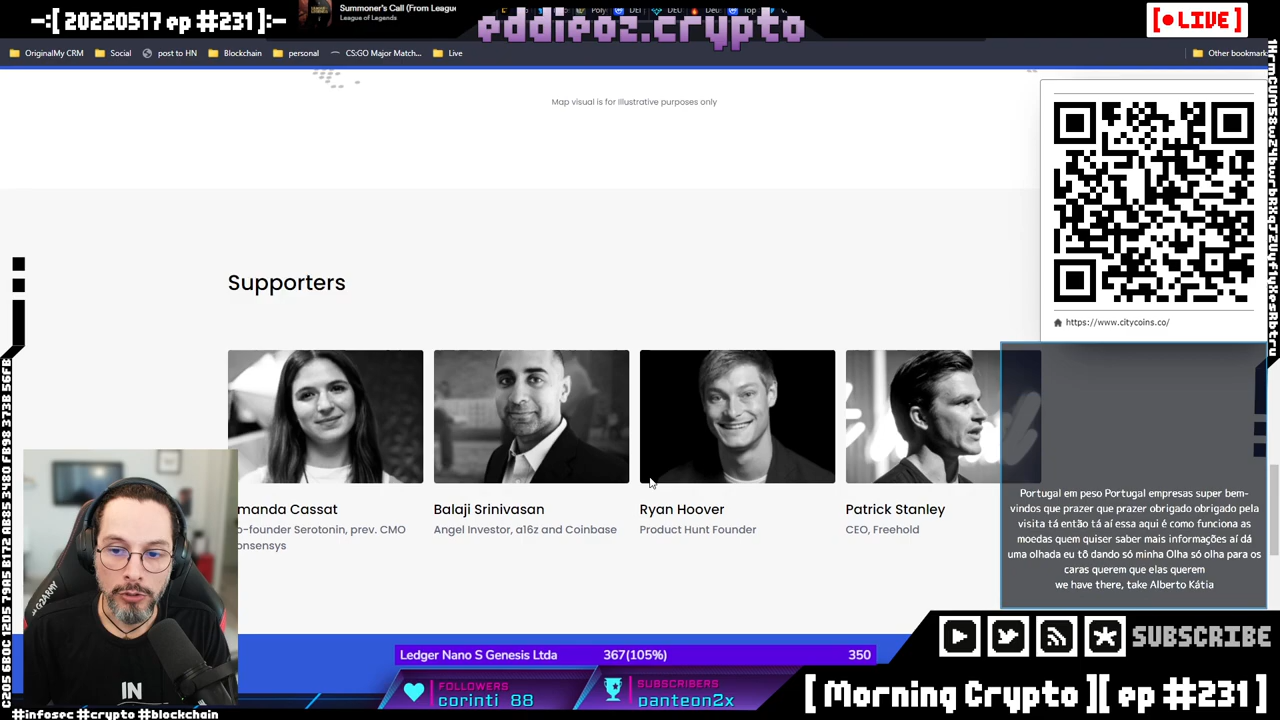 -:[ 20220517 ep #231]:-
Summoner's Call (From Leagu
League of Legends
eddieoz.crypto
[•LIVE]
OriginalMy CRM
Social
post to HN
Blockchain
personal
CS:GO Major Match...
Live
Other bookmark
Map visual is for illustrative purposes only
https://www.citycoins.co/
Supporters
manda Cassat
o-founder Serotonin, prev. CMO
onsensys
Balaji Srinivasan
Angel Investor, a16z and Coinbase
Ryan Hoover
Product Hunt Founder
Patrick Stanley
CEO, Freehold
Portugal em peso Portugal empresas super bem-
vindos que prazer que prazer obrigado obrigado pela
visita tá então tá aí essa aqui é como funciona as
moedas quem quiser saber mais informações aí dá
uma olhada eu tô dando só minha Olha só olha para os
caras querem que elas querem
we have there, take Alberto Kátia
SUBSCRIBE
Ledger Nano S Genesis Ltda
367(105%)
350
FOLLOWERS
corinti_88
SUBSCRIBERS
panteon2x
[ Morning Crypto ][ ep #231 ]
IN
#infosec #crypto #blockchain